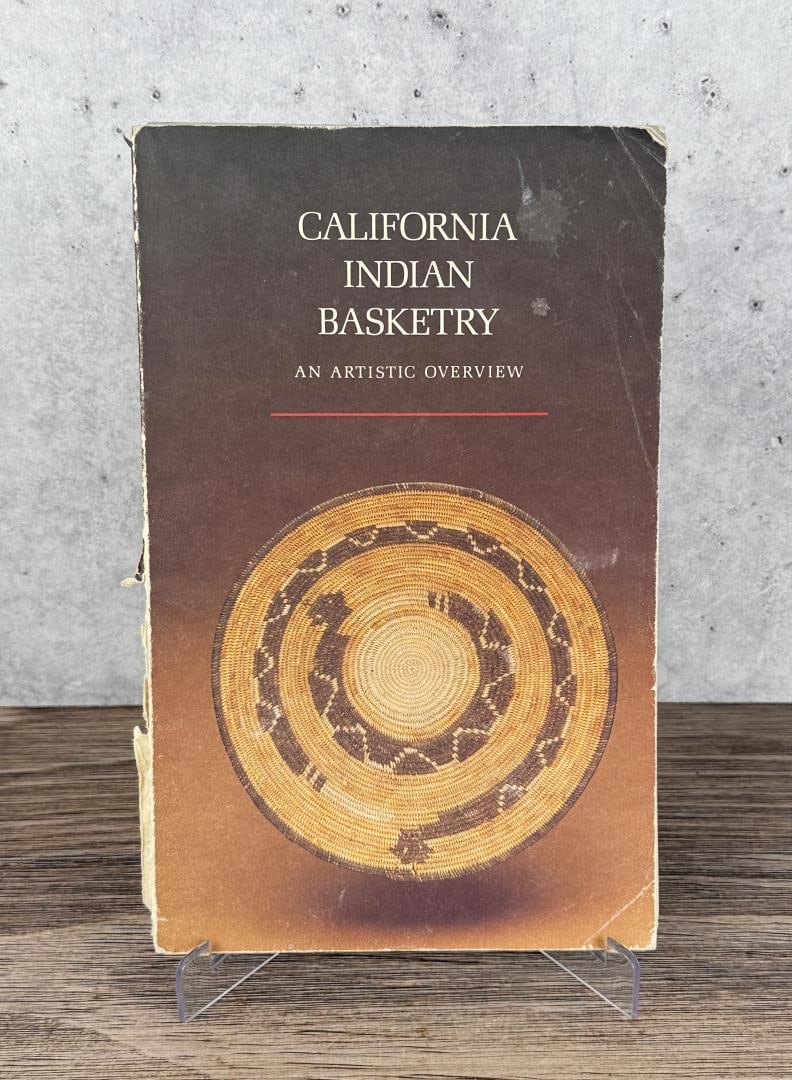 CALIFORNIA
INDIAN
BASKETRY
AN ARTISTIC OVERVIEW